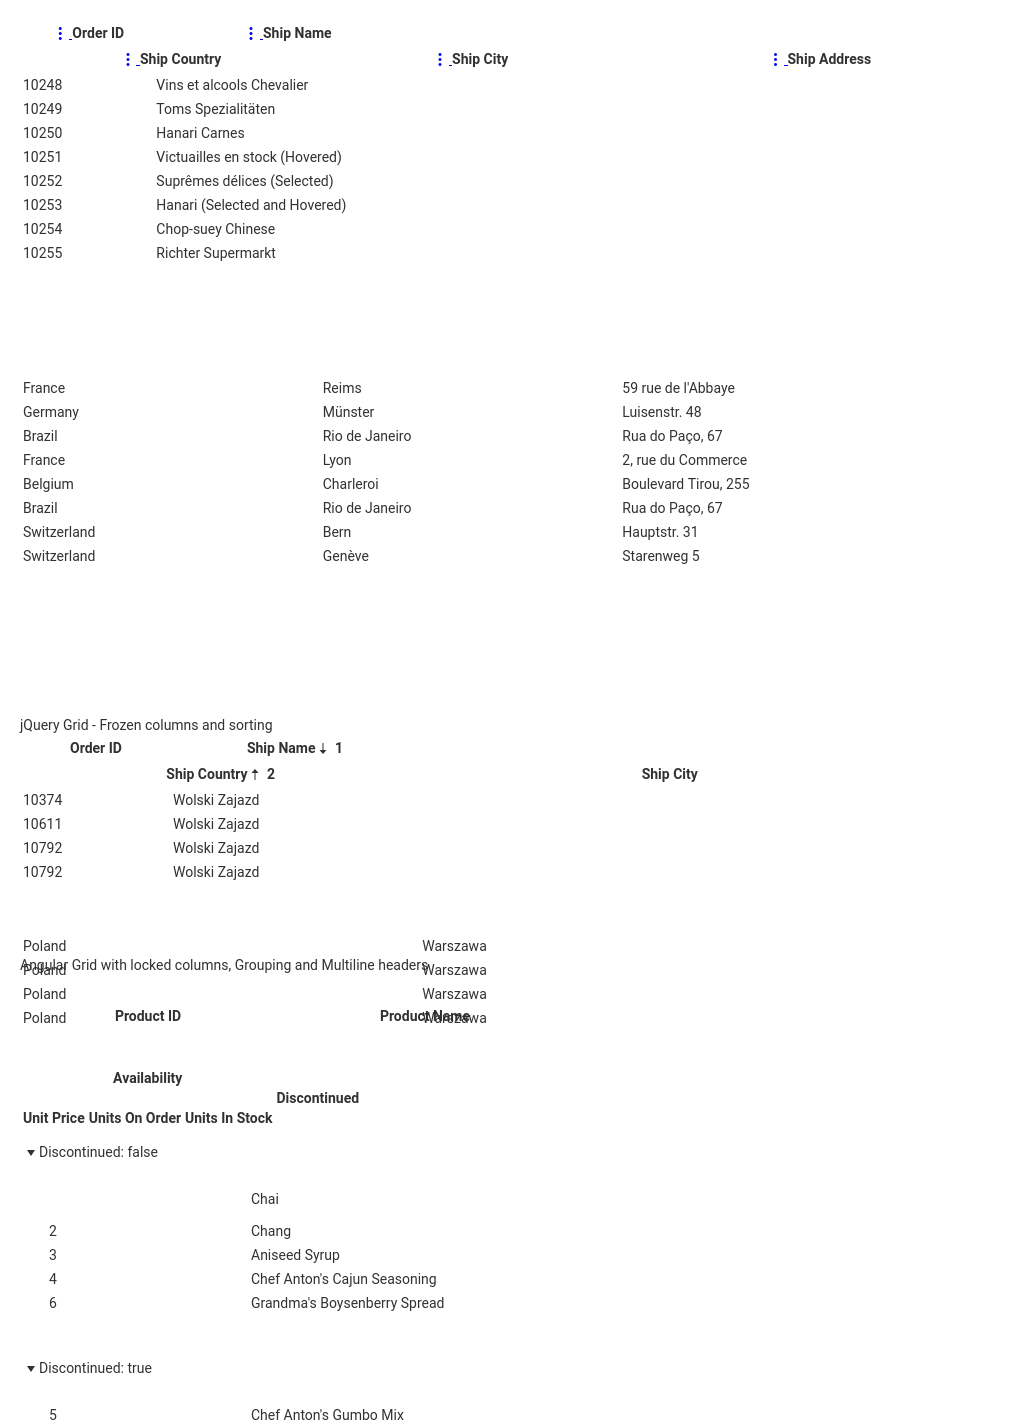 Order ID Ship Name
Ship Country Ship City Ship Address
10248 Vins et alcools Chevalier
10249 Toms Spezialitäten
10250 Hanari Carnes
10251 Victuailles en stock (Hovered)
10252 Suprêmes délices (Selected)
10253 Hanari (Selected and Hovered)
10254 Chop-suey Chinese
10255 Richter Supermarkt
France Reims 59 rue de l'Abbaye
Germany Münster Luisenstr. 48
Brazil Rio de Janeiro Rua do Paço, 67
France Lyon 2, rue du Commerce
Belgium Charleroi Boulevard Tirou, 255
Brazil Rio de Janeiro Rua do Paço, 67
Switzerland Bern Hauptstr. 31
Switzerland Genève Starenweg 5
jQuery Grid - Frozen columns and sorting
Order ID Ship Name ↓ 1
Ship Country ↑ 2 Ship City
10374 Wolski Zajazd
10611 Wolski Zajazd
10792 Wolski Zajazd
10792 Wolski Zajazd
Poland Warszawa
Angular Grid with locked columns, Grouping and Multiline headers
Poland Warszawa
Poland Warszawa
Product ID Product Name
Poland Warszawa
Availability
Discontinued
Unit Price Units On Order Units In Stock
Discontinued: false
Chai
2 Chang
3 Aniseed Syrup
4 Chef Anton's Cajun Seasoning
6 Grandma's Boysenberry Spread
Discontinued: true
5 Chef Anton's Gumbo Mix